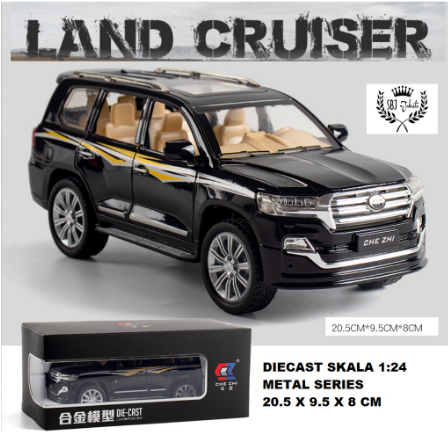 LAND CRUISER
SBJ
CHE ZHI
20.5CM*9.5CM*8CM
CHE ZHI
合金模型 DIE-CAST
DIECAST SKALA 1:24
METAL SERIES
20.5 X 9.5 X 8 CM